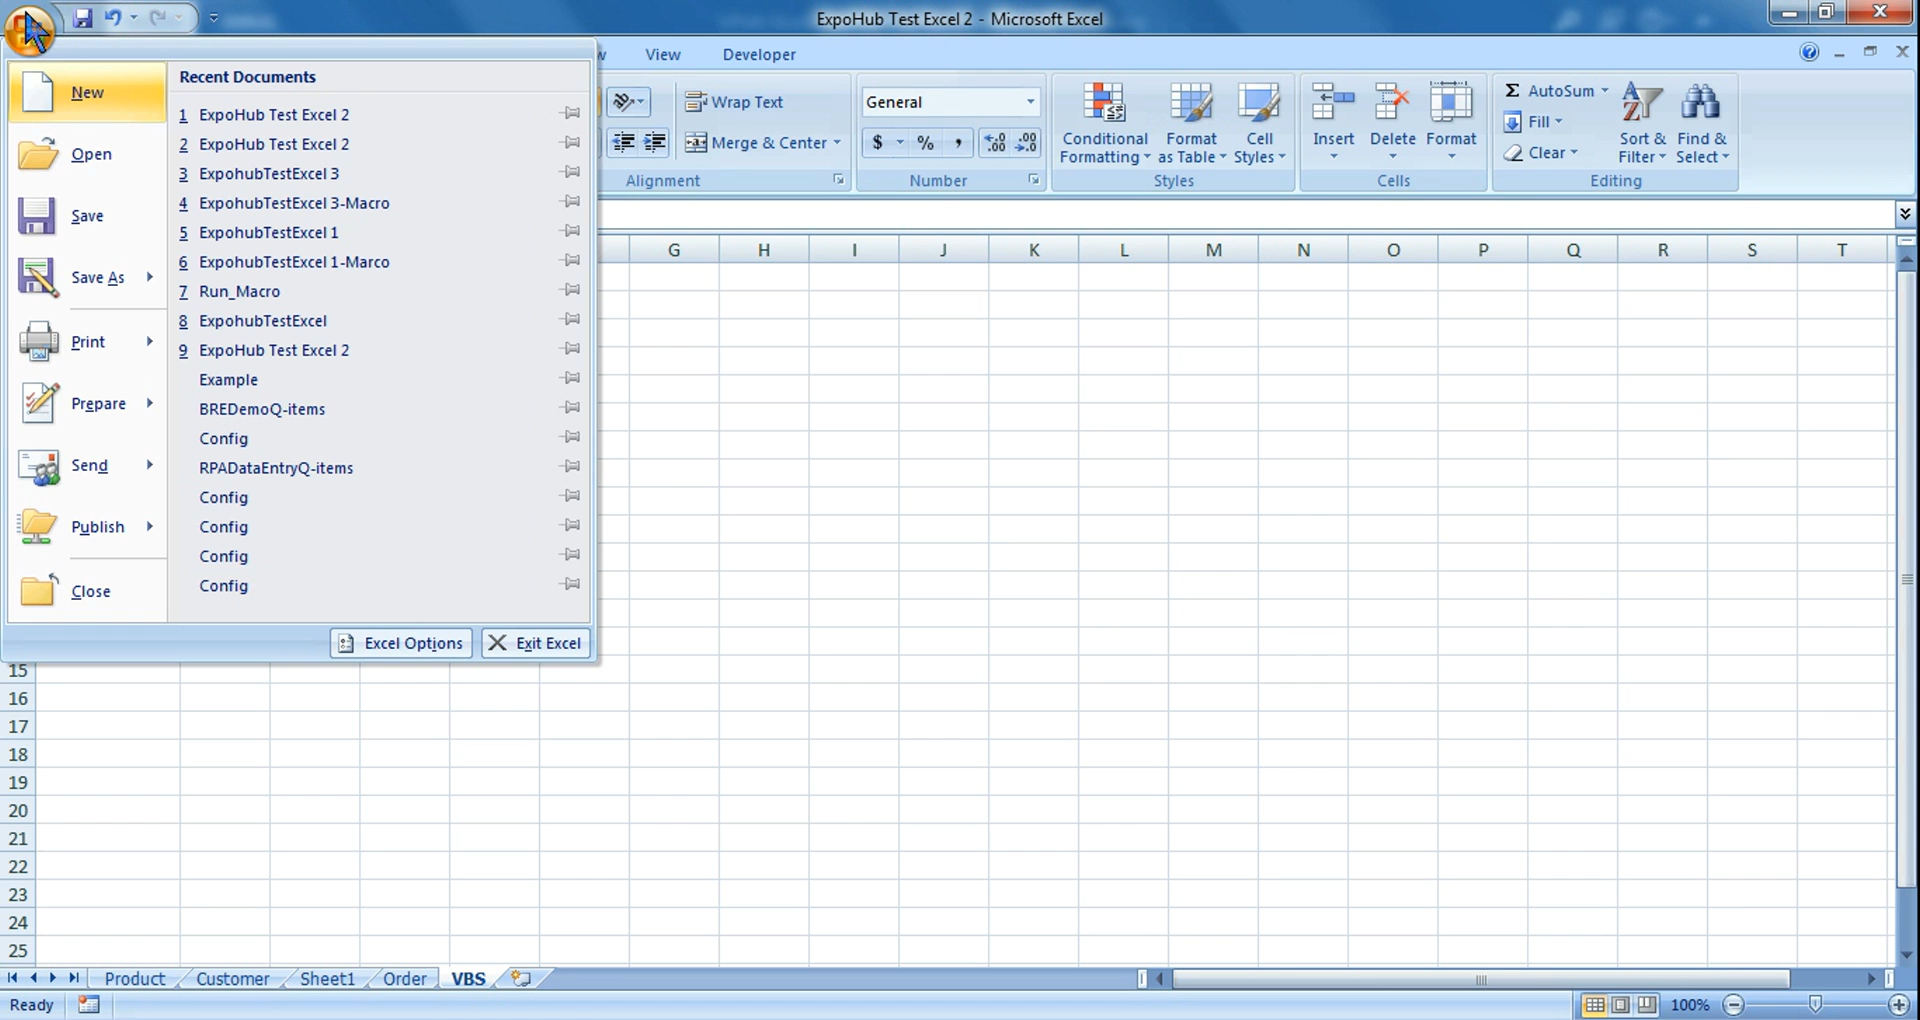 ExpoHub Test Excel 2 - Microsoft Excel
View Developer
New
Open
Save
Save As
Print
Prepare
Send
Publish
Close
Recent Documents
1 ExpoHub Test Excel 2
2 ExpoHub Test Excel 2
3 ExpohubTestExcel 3
4 ExpohubTestExcel 3-Macro
5 ExpohubTestExcel 1
6 ExpohubTestExcel 1-Marco
7 Run_Macro
8 ExpohubTestExcel
9 ExpoHub Test Excel 2
Example
BREDemoQ-items
Config
RPADataEntryQ-items
Config
Config
Config
Config
Excel Options Exit Excel
Wrap Text
Merge & Center
Alignment
General
$ % , .0 .00 .00 .0
Number
Conditional Formatting
Format as Table
Cell Styles
Styles
Insert Delete Format
Cells
Σ AutoSum
Fill
Clear
Sort & Filter
Find & Select
Editing
G H I J K L M N O P Q R S T
15
16
17
18
19
20
21
22
23
24
25
Product Customer Sheet1 Order VBS
Ready 100%